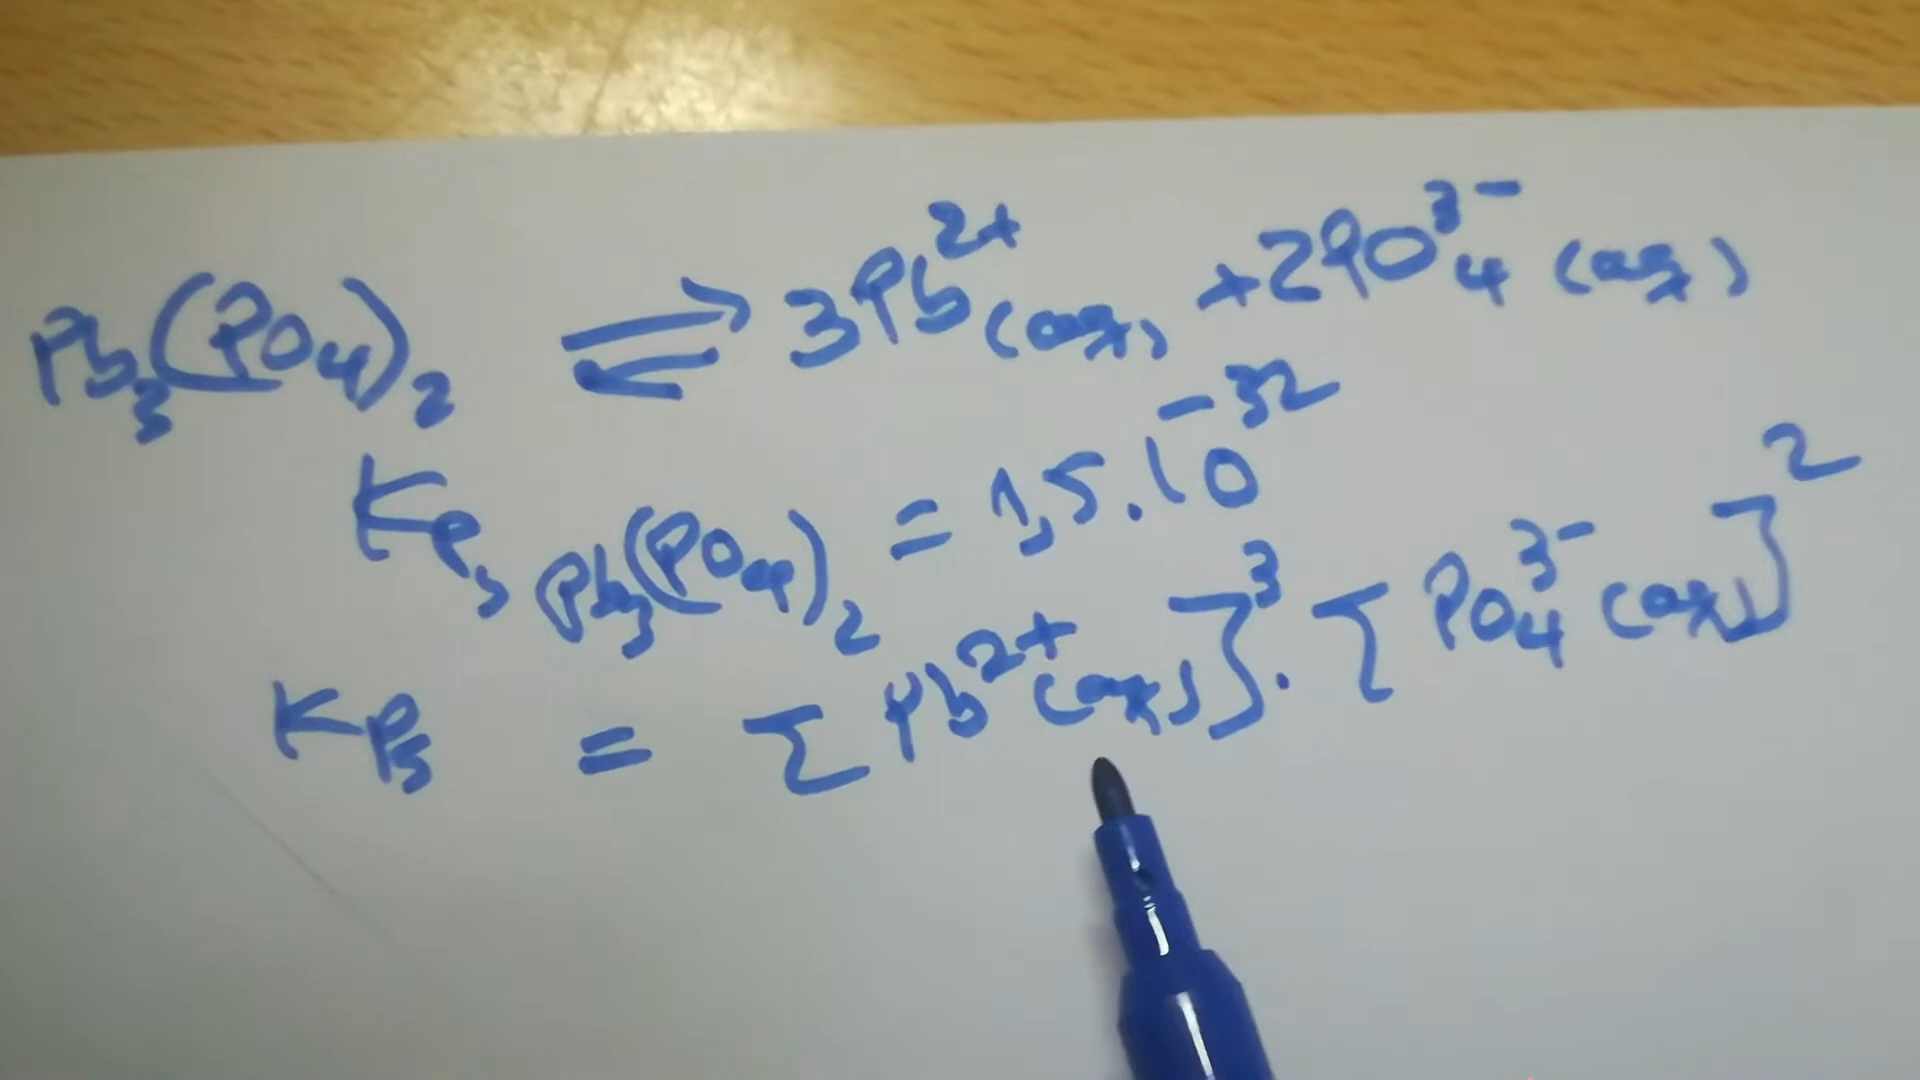 Pb₃(PO₄)₂ ⇌ 3Pb²⁺(aq) + 2PO₄³⁻(aq)
Kps Pb₃(PO₄)₂ = 1,5.10⁻³²
Kps = [Pb²⁺(aq)]³.[PO₄³⁻(aq)]²